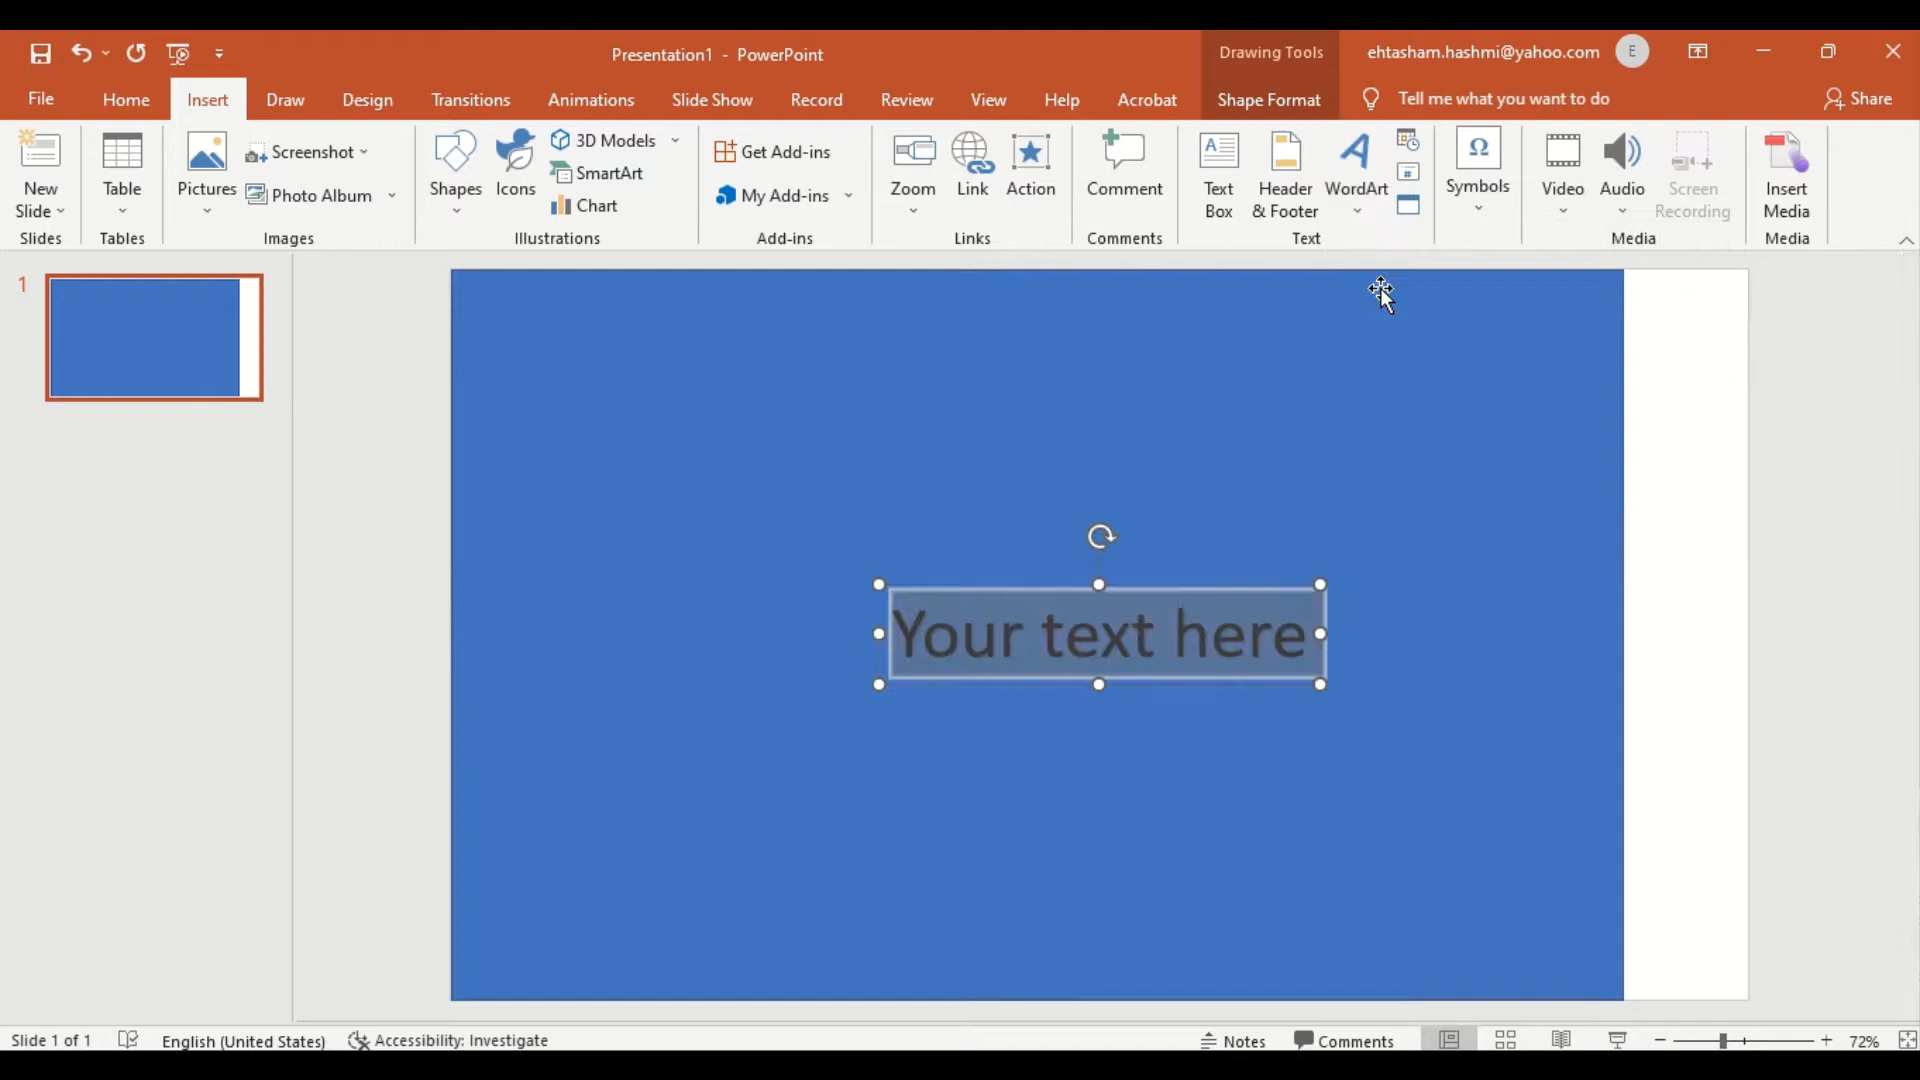 Presentation1 - PowerPoint
Drawing Tools
ehtasham.hashmi@yahoo.com
E
File
Home
Insert
Draw
Design
Transitions
Animations
Slide Show
Record
Review
View
Help
Acrobat
Shape Format
Tell me what you want to do
Share
New
Slide
Slides
Table
Tables
Pictures
Screenshot
Photo Album
Images
Shapes
Icons
3D Models
SmartArt
Chart
Illustrations
Get Add-ins
My Add-ins
Add-ins
Zoom
Link
Action
Links
Comment
Comments
Text
Box
Header
& Footer
WordArt
Text
Symbols
Video
Audio
Screen
Recording
Media
Insert
Media
Media
1
Your text here
Slide 1 of 1
English (United States)
Accessibility: Investigate
Notes
Comments
72%